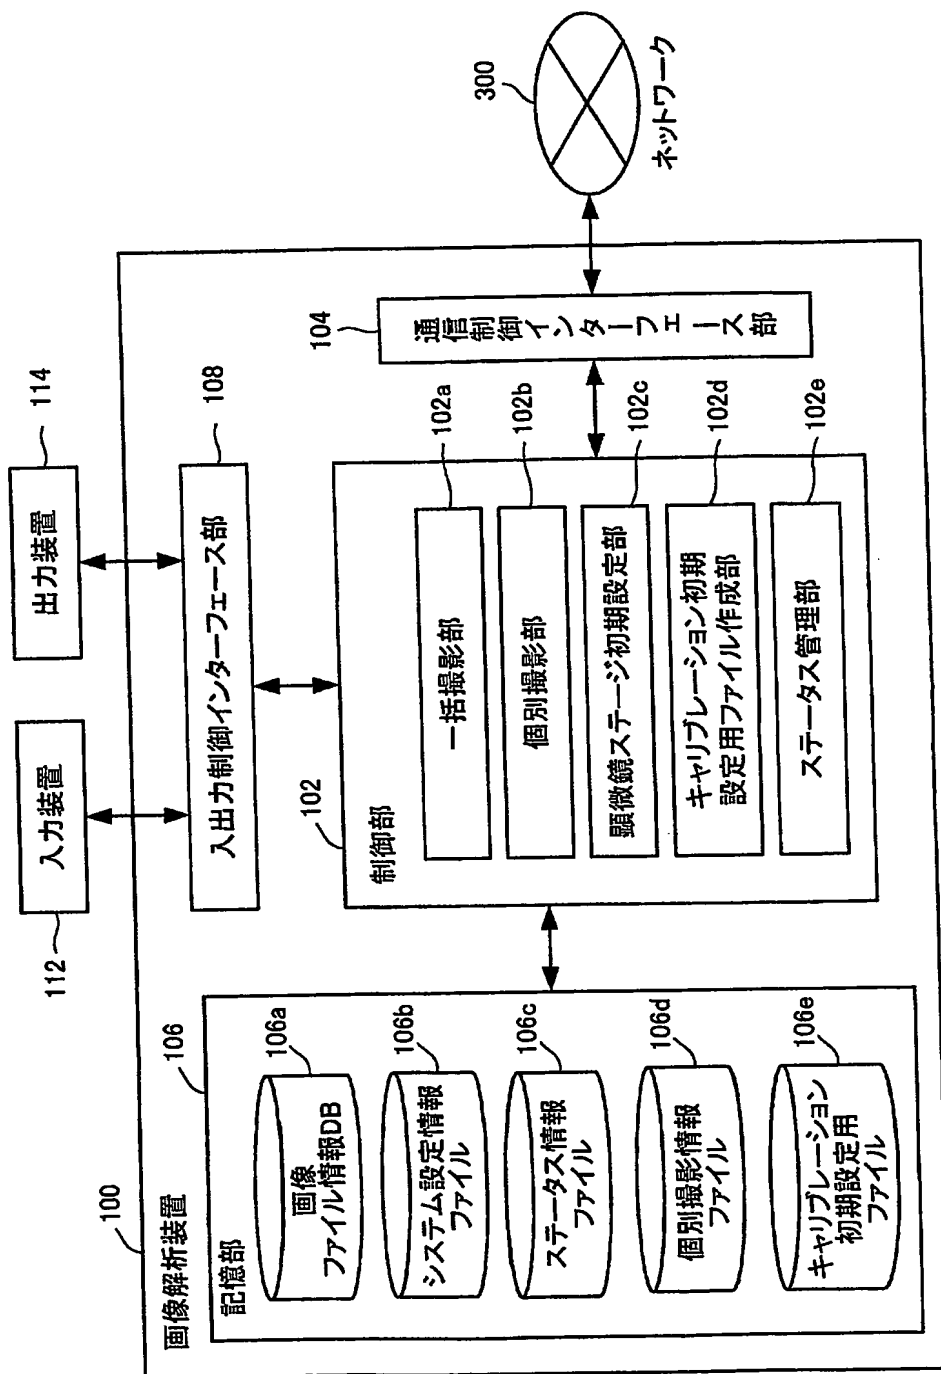 100
画像解析装置
112
入力装置
114
出力装置
108
入出力制御インターフェース部
106
記憶部
106a
画像
ファイル情報DB
106b
システム設定情報
ファイル
106c
ステータス情報
ファイル
106d
個別撮影情報
ファイル
106e
キャリブレーション
初期設定用
ファイル
102
制御部
102a
一括撮影部
102b
個別撮影部
102c
顕微鏡ステージ初期設定部
102d
キャリブレーション初期
設定用ファイル作成部
102e
ステータス管理部
104
通信制御インターフェース部
300
ネットワーク